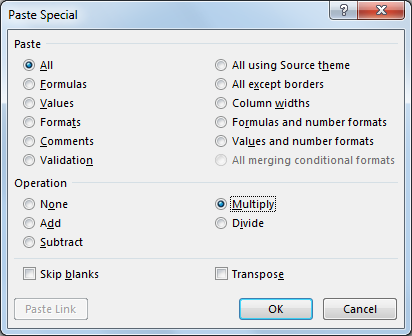 Paste Special
Paste
All
All using Source theme
Formulas
All except borders
Values
Column widths
Formats
Formulas and number formats
Comments
Values and number formats
Validation
All merging conditional formats
Operation
None
Multiply
Add
Divide
Subtract
Skip blanks
Transpose
Paste Link
OK
Cancel